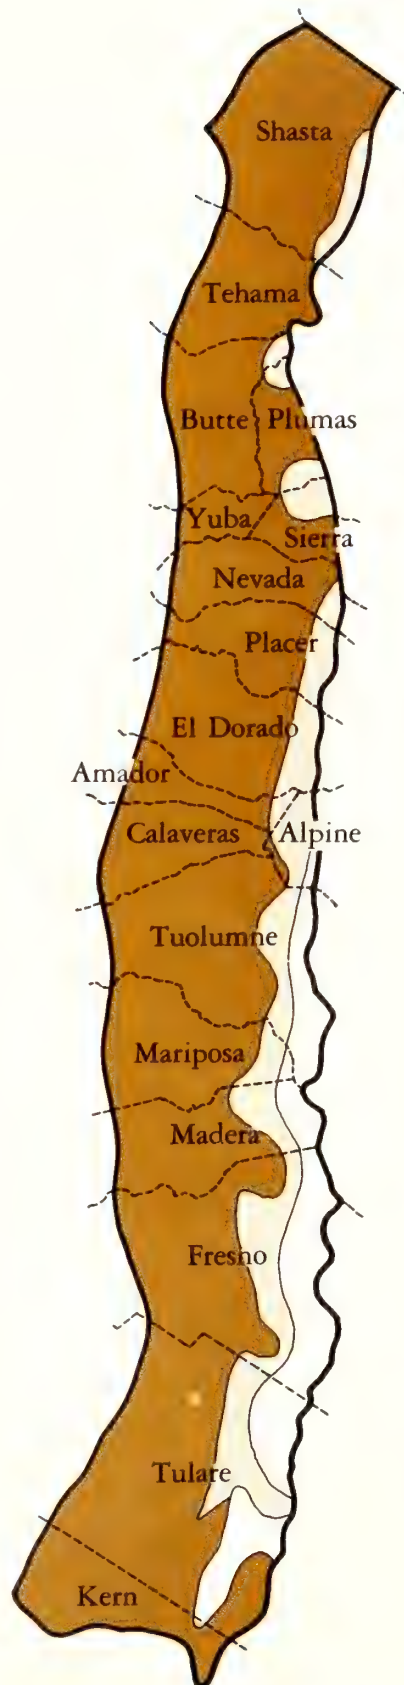 Shasta
Tehama
Butte Plumas
Yuba
Sierra
Nevada
Placer
El Dorado
Amador
Calaveras Alpine
Tuolumne
Mariposa
Madera
Fresno
Tulare
Kern